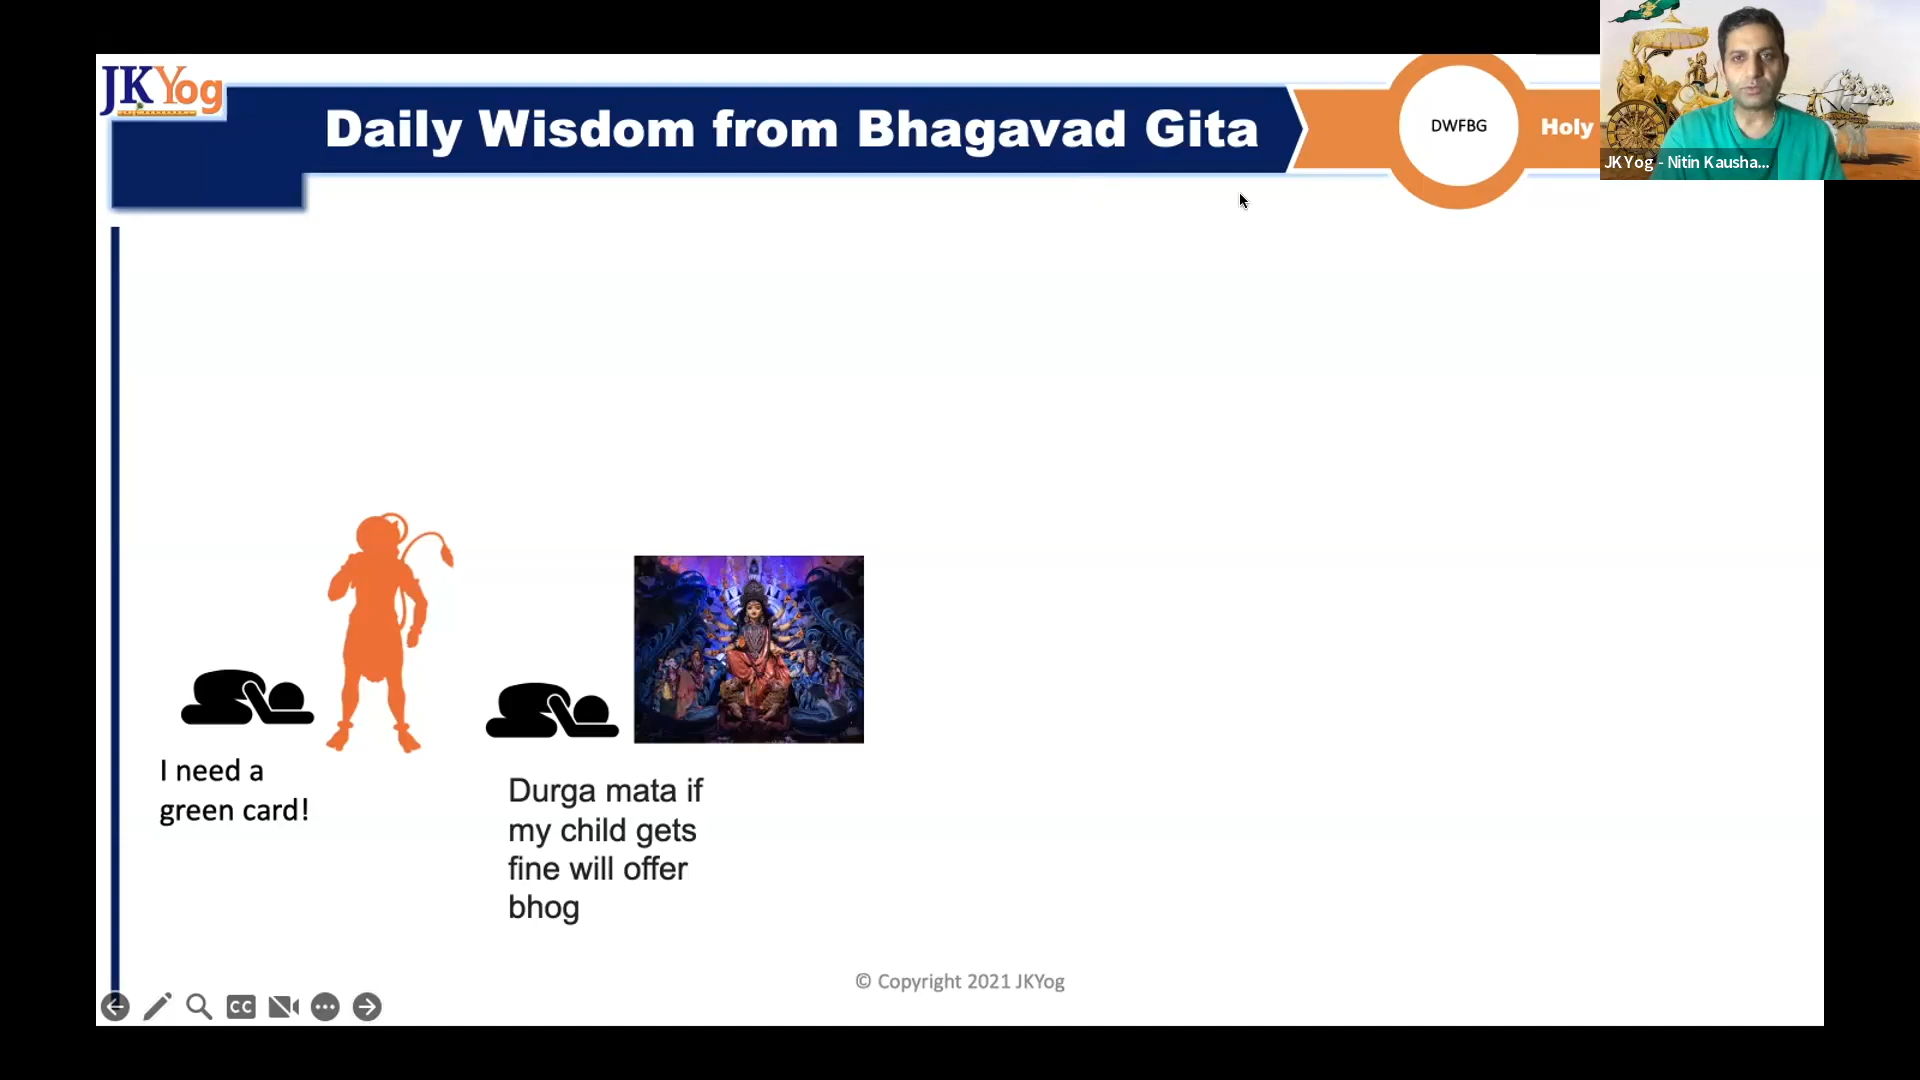 JKYog
Daily Wisdom from Bhagavad Gita
DWFBG
Holy
JK Yog - Nitin Kausha...
I need a
green card!
Durga mata if
my child gets
fine will offer
bhog
© Copyright 2021 JKYog
CC